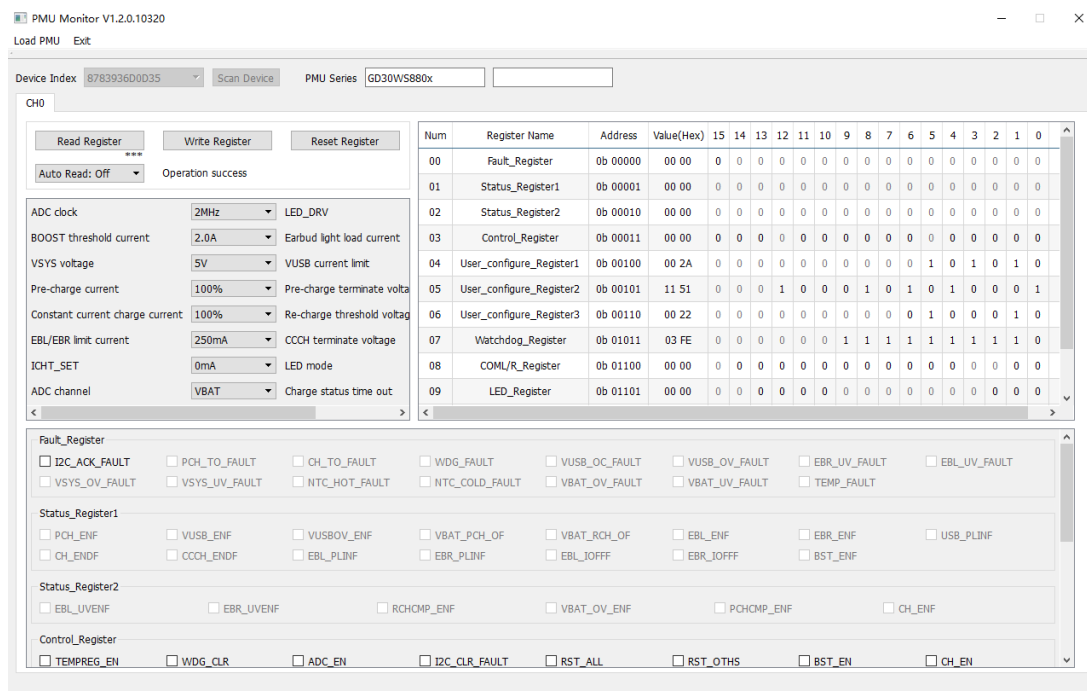 PMU Monitor V1.2.0.10320
Load PMU Exit
Device Index 8783936D0D35 Scan Device PMU Series GD30WS880x
CH0
Read Register Write Register Reset Register
***
Auto Read: Off Operation success
ADC clock 2MHz LED_DRV
BOOST threshold current 2.0A Earbud light load current
VSYS voltage 5V VUSB current limit
Pre-charge current 100% Pre-charge terminate volta
Constant current charge current 100% Re-charge threshold voltag
EBL/EBR limit current 250mA CCCH terminate voltage
ICHT_SET 0mA LED mode
ADC channel VBAT Charge status time out
Num Register Name Address Value(Hex) 15 14 13 12 11 10 9 8 7 6 5 4 3 2 1 0
00 Fault_Register 0b 00000 00 00 0 0 0 0 0 0 0 0 0 0 0 0 0 0 0 0
01 Status_Register1 0b 00001 00 00 0 0 0 0 0 0 0 0 0 0 0 0 0 0 0 0
02 Status_Register2 0b 00010 00 00 0 0 0 0 0 0 0 0 0 0 0 0 0 0 0 0
03 Control_Register 0b 00011 00 00 0 0 0 0 0 0 0 0 0 0 0 0 0 0 0 0
04 User_configure_Register1 0b 00100 00 2A 0 0 0 0 0 0 0 0 0 0 1 0 1 0 1 0
05 User_configure_Register2 0b 00101 11 51 0 0 0 1 0 0 0 1 0 1 0 1 0 0 0 1
06 User_configure_Register3 0b 00110 00 22 0 0 0 0 0 0 0 0 0 0 1 0 0 0 1 0
07 Watchdog_Register 0b 01011 03 FE 0 0 0 0 0 0 1 1 1 1 1 1 1 1 1 0
08 COML/R_Register 0b 01100 00 00 0 0 0 0 0 0 0 0 0 0 0 0 0 0 0 0
09 LED_Register 0b 01101 00 00 0 0 0 0 0 0 0 0 0 0 0 0 0 0 0 0
Fault_Register
I2C_ACK_FAULT PCH_TO_FAULT CH_TO_FAULT WDG_FAULT VUSB_OC_FAULT VUSB_OV_FAULT EBR_UV_FAULT EBL_UV_FAULT
VSYS_OV_FAULT VSYS_UV_FAULT NTC_HOT_FAULT NTC_COLD_FAULT VBAT_OV_FAULT VBAT_UV_FAULT TEMP_FAULT
Status_Register1
PCH_ENF VUSB_ENF VUSBOV_ENF VBAT_PCH_OF VBAT_RCH_OF EBL_ENF EBR_ENF USB_PLINF
CH_ENDF CCCH_ENDF EBL_PLINF EBR_PLINF EBL_IOFFF EBR_IOFFF BST_ENF
Status_Register2
EBL_UVENF EBR_UVENF RCHCMP_ENF VBAT_OV_ENF PCHCMP_ENF CH_ENF
Control_Register
TEMPREG_EN WDG_CLR ADC_EN I2C_CLR_FAULT RST_ALL RST_OTHS BST_EN CH_EN